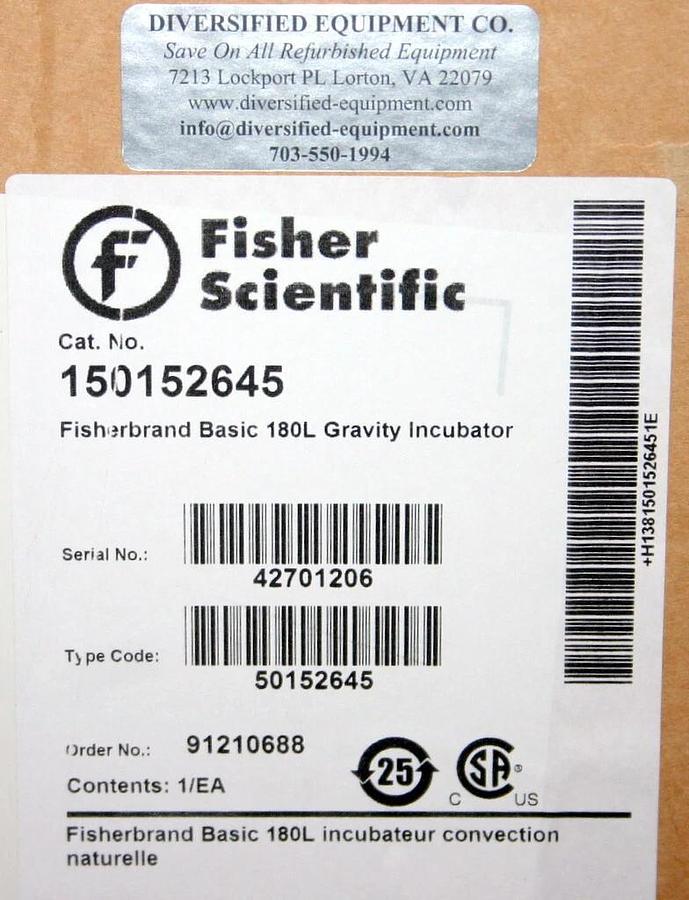 DIVERSIFIED EQUIPMENT CO.
Save On All Refurbished Equipment
7213 Lockport PL Lorton, VA 22079
www.diversified-equipment.com
info@diversified-equipment.com
703-550-1994
Fisher
Scientific
Cat. No.
150152645
Fisherbrand Basic 180L Gravity Incubator
+H1381501526451E
Serial No.:
42701206
Type Code:
50152645
Order No.: 91210688
Contents: 1/EA
25
SA
C US
Fisherbrand Basic 180L incubateur convection
naturelle